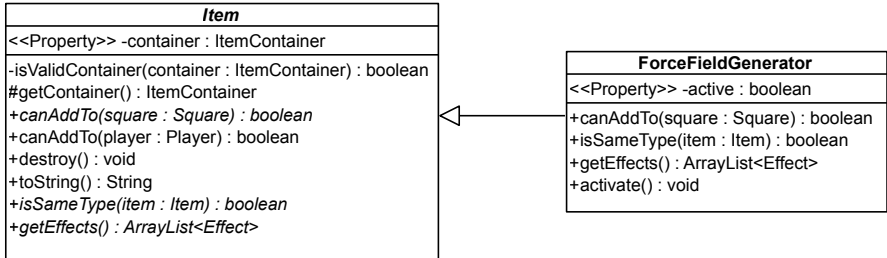 Item
<<Property>> -container : ItemContainer
-isValidContainer(container : ItemContainer) : boolean
#getContainer() : ItemContainer
+canAddTo(square : Square) : boolean
+canAddTo(player : Player) : boolean
+destroy() : void
+toString() : String
+isSameType(item : Item) : boolean
+getEffects() : ArrayList<Effect>
ForceFieldGenerator
<<Property>> -active : boolean
+canAddTo(square : Square) : boolean
+isSameType(item : Item) : boolean
+getEffects() : ArrayList<Effect>
+activate() : void